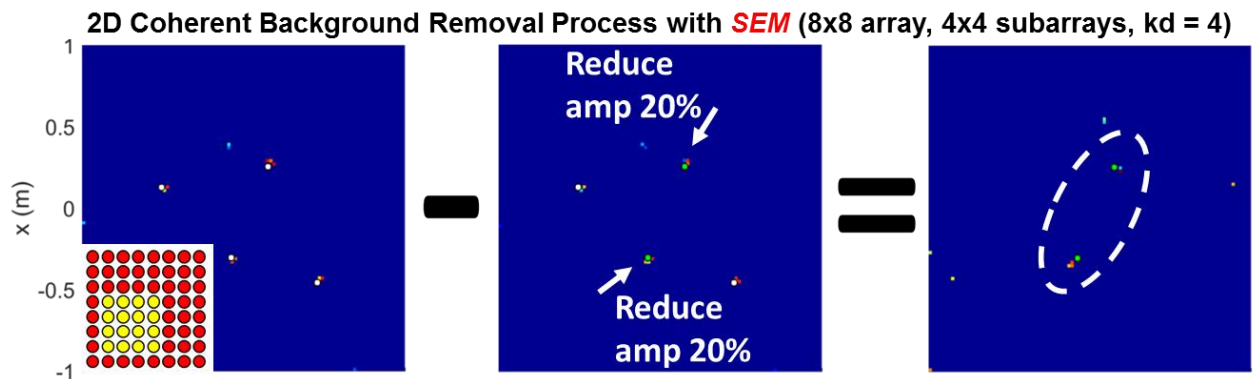 2D Coherent Background Removal Process with SEM (8x8 array, 4x4 subarrays, kd = 4)
1
0.5
0
-0.5
-1
x (m)
Reduce
amp 20%
Reduce
amp 20%